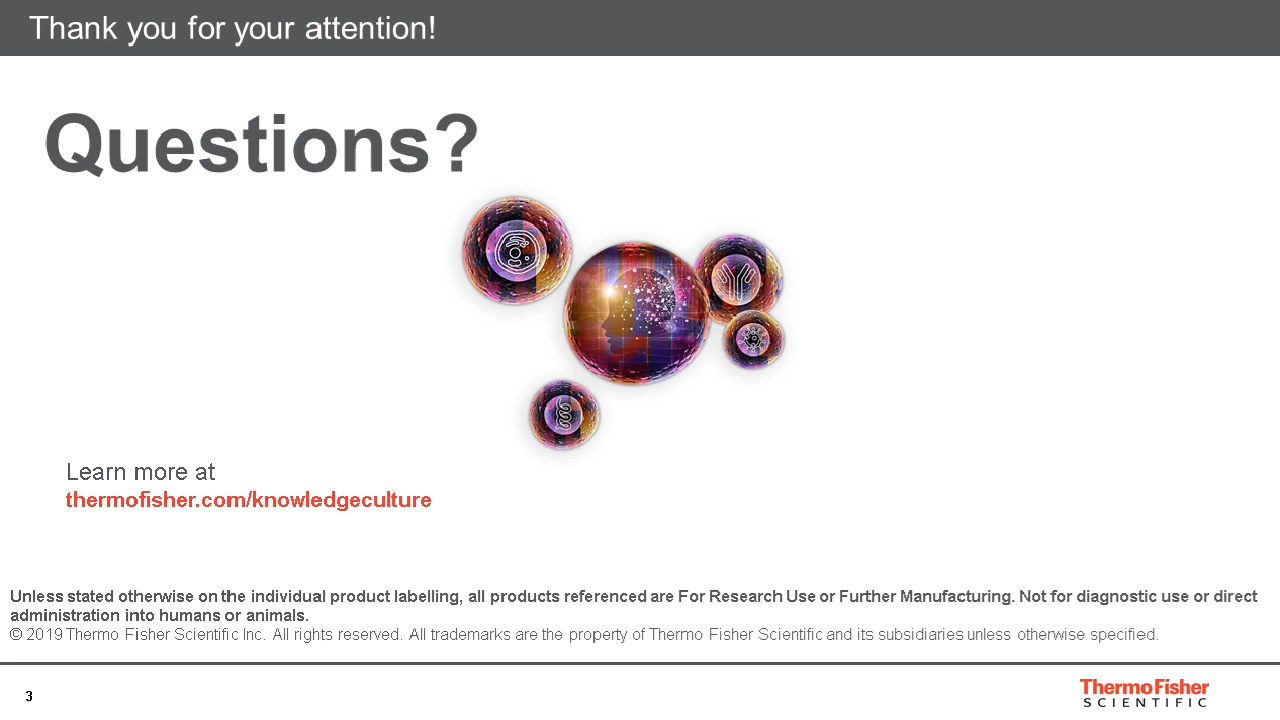 Thank you for your attention!
Questions?
Learn more at
thermofisher.com/knowledgeculture
Unless stated otherwise on the individual product labelling, all products referenced are For Research Use or Further Manufacturing. Not for diagnostic use or direct
administration into humans or animals.
© 2019 Thermo Fisher Scientific Inc. All rights reserved. All trademarks are the property of Thermo Fisher Scientific and its subsidiaries unless otherwise specified.
3
ThermoFisher
SCIENTIFIC